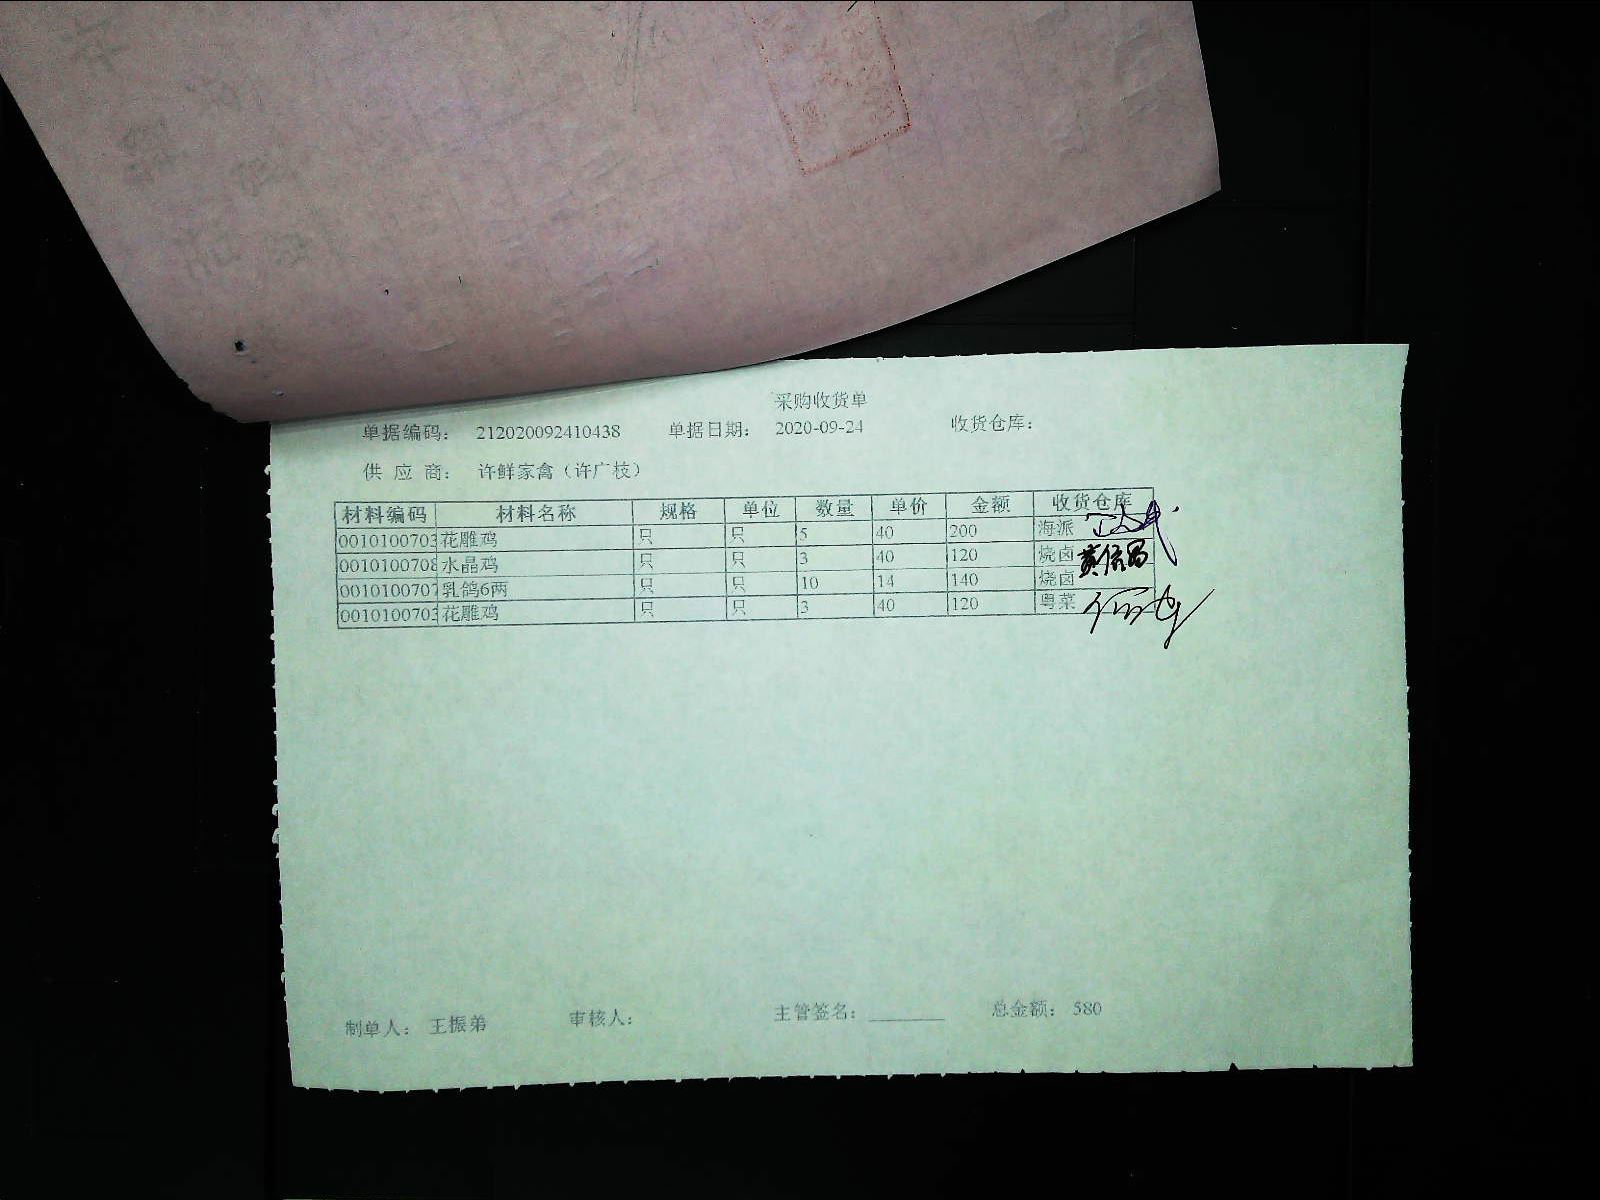 采购收货单
单据编码: 212020092410438 单据日期: 2020-09-24 收货仓库:
供 应 商: 许鲜家禽（许广枝）
材料编码 材料名称 规格 单位 数量 单价 金额 收货仓库
0010100703 花雕鸡 只 只 5 40 200 海派
0010100708 水晶鸡 只 只 3 40 120 烧卤
0010100707 乳鸽6两 只 只 10 14 140 烧卤
0010100703 花雕鸡 只 只 3 40 120 粤菜
制单人: 王振弟 审核人: 主管签名: ________ 总金额: 580